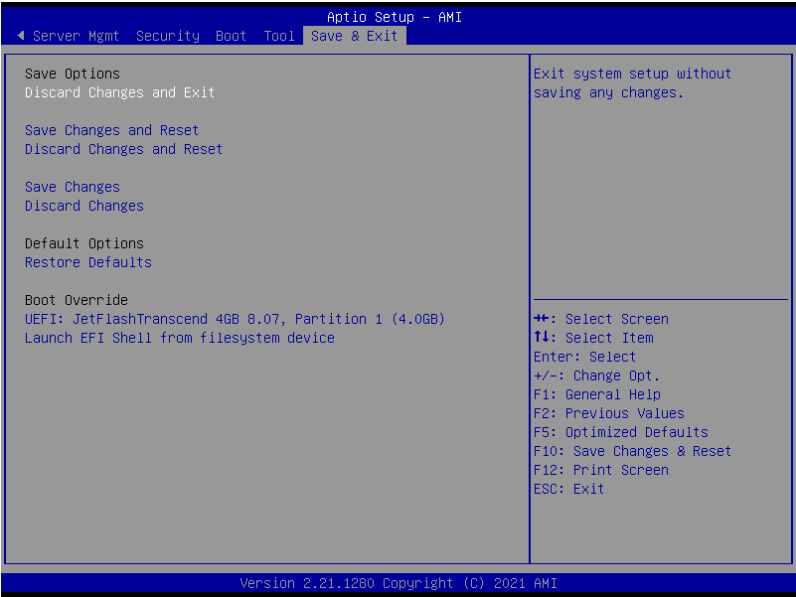 Aptio Setup – AMI
Server Mgmt Security Boot Tool Save & Exit
Save Options
Discard Changes and Exit
Save Changes and Reset
Discard Changes and Reset
Save Changes
Discard Changes
Default Options
Restore Defaults
Boot Override
UEFI: JetFlashTranscend 4GB 8.07, Partition 1 (4.0GB)
Launch EFI Shell from filesystem device
Exit system setup without
saving any changes.
→←: Select Screen
↑↓: Select Item
Enter: Select
+/-: Change Opt.
F1: General Help
F2: Previous Values
F5: Optimized Defaults
F10: Save Changes & Reset
F12: Print Screen
ESC: Exit
Version 2.21.1280 Copyright (C) 2021 AMI